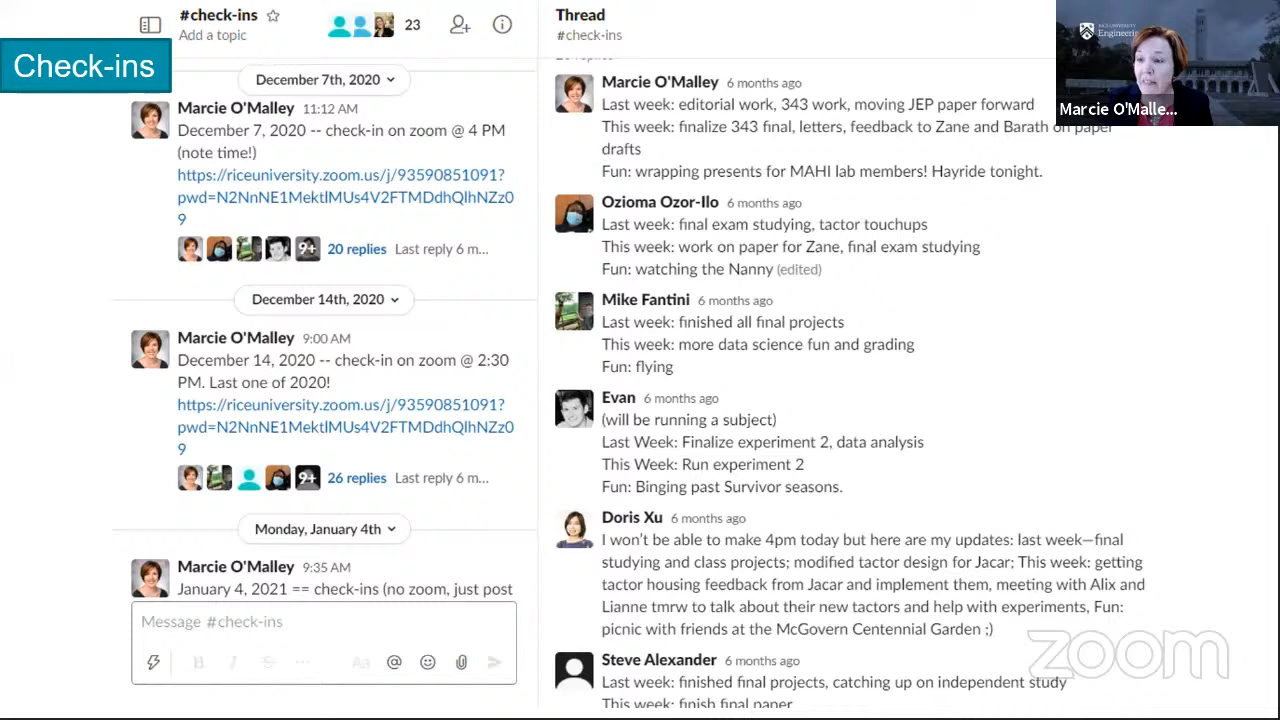 Check-ins
#check-ins
Add a topic
23
December 7th, 2020
Marcie O'Malley 11:12 AM
December 7, 2020 -- check-in on zoom @ 4 PM
(note time!)
https://riceuniversity.zoom.us/j/93590851091?
pwd=N2NnNE1MektlMUs4V2FTMDdhQlhNZz0
9
9+ 20 replies Last reply 6 m...
December 14th, 2020
Marcie O'Malley 9:00 AM
December 14, 2020 -- check-in on zoom @ 2:30
PM. Last one of 2020!
https://riceuniversity.zoom.us/j/93590851091?
pwd=N2NnNE1MektlMUs4V2FTMDdhQlhNZz0
9
9+ 26 replies Last reply 6 m...
Monday, January 4th
Marcie O'Malley 9:35 AM
January 4, 2021 == check-ins (no zoom, just post
Message #check-ins
B I S ... Aa @
Thread
#check-ins
Marcie O'Malley 6 months ago
Last week: editorial work, 343 work, moving JEP paper forward
This week: finalize 343 final, letters, feedback to Zane and Barath on paper
drafts
Fun: wrapping presents for MAHI lab members! Hayride tonight.
Ozioma Ozor-Ilo 6 months ago
Last week: final exam studying, tactor touchups
This week: work on paper for Zane, final exam studying
Fun: watching the Nanny (edited)
Mike Fantini 6 months ago
Last week: finished all final projects
This week: more data science fun and grading
Fun: flying
Evan 6 months ago
(will be running a subject)
Last Week: Finalize experiment 2, data analysis
This Week: Run experiment 2
Fun: Binging past Survivor seasons.
Doris Xu 6 months ago
I won't be able to make 4pm today but here are my updates: last week—final
studying and class projects; modified tactor design for Jacar; This week: getting
tactor housing feedback from Jacar and implement them, meeting with Alix and
Lianne tmrw to talk about their new tactors and help with experiments, Fun:
picnic with friends at the McGovern Centennial Garden ;)
Steve Alexander 6 months ago
Last week: finished final projects, catching up on independent study
This week: finish final paper
Marcie O'Malle...
zoom